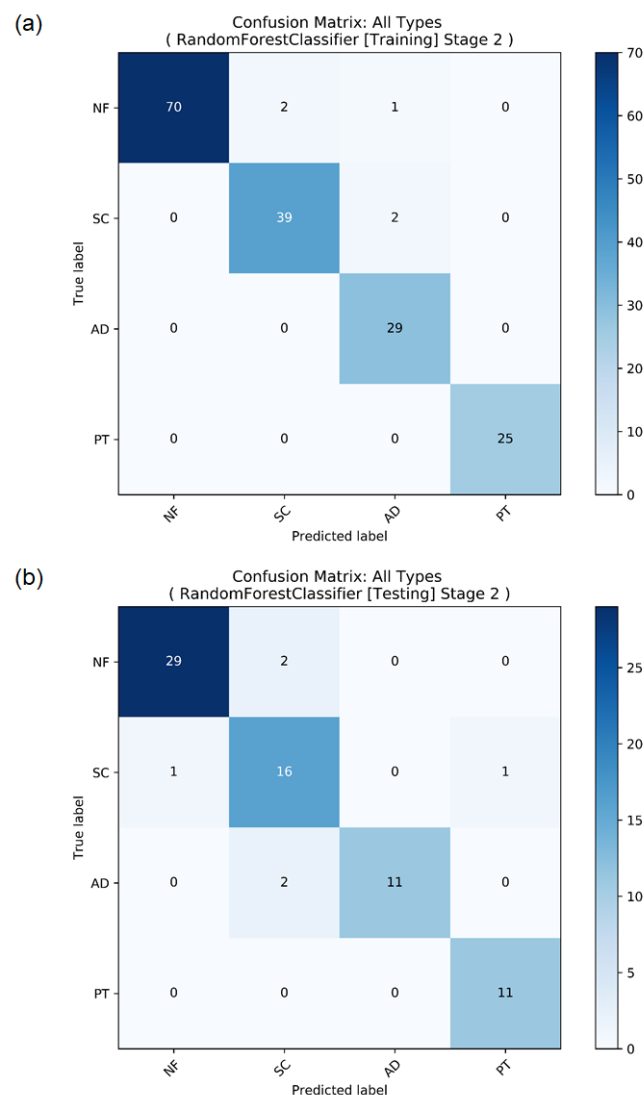 (a)
Confusion Matrix: All Types
( RandomForestClassifier [Training] Stage 2 )
True label
NF 70 2 1 0
SC 0 39 2 0
AD 0 0 29 0
PT 0 0 0 25
NF SC AD PT
Predicted label
70
60
50
40
30
20
10
0
(b)
Confusion Matrix: All Types
( RandomForestClassifier [Testing] Stage 2 )
True label
NF 29 2 0 0
SC 1 16 0 1
AD 0 2 11 0
PT 0 0 0 11
NF SC AD PT
Predicted label
25
20
15
10
5
0